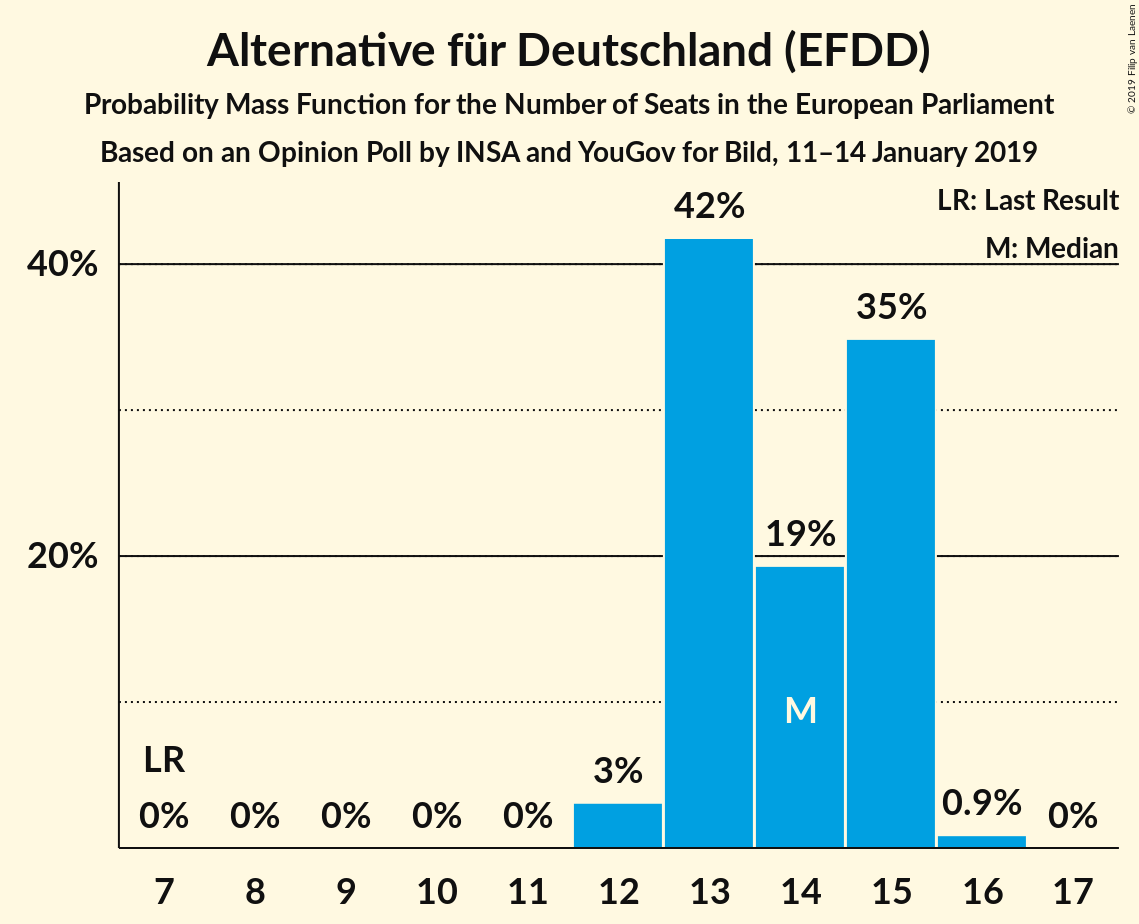 Alternative für Deutschland (EFDD)
Probability Mass Function for the Number of Seats in the European Parliament
Based on an Opinion Poll by INSA and YouGov for Bild, 11–14 January 2019
© 2019 Filip van Laenen
LR: Last Result
M: Median
42%
40%
35%
19%
20%
M
LR
3%
0.9%
0% 0% 0% 0% 0% 0%
7 8 9 10 11 12 13 14 15 16 17